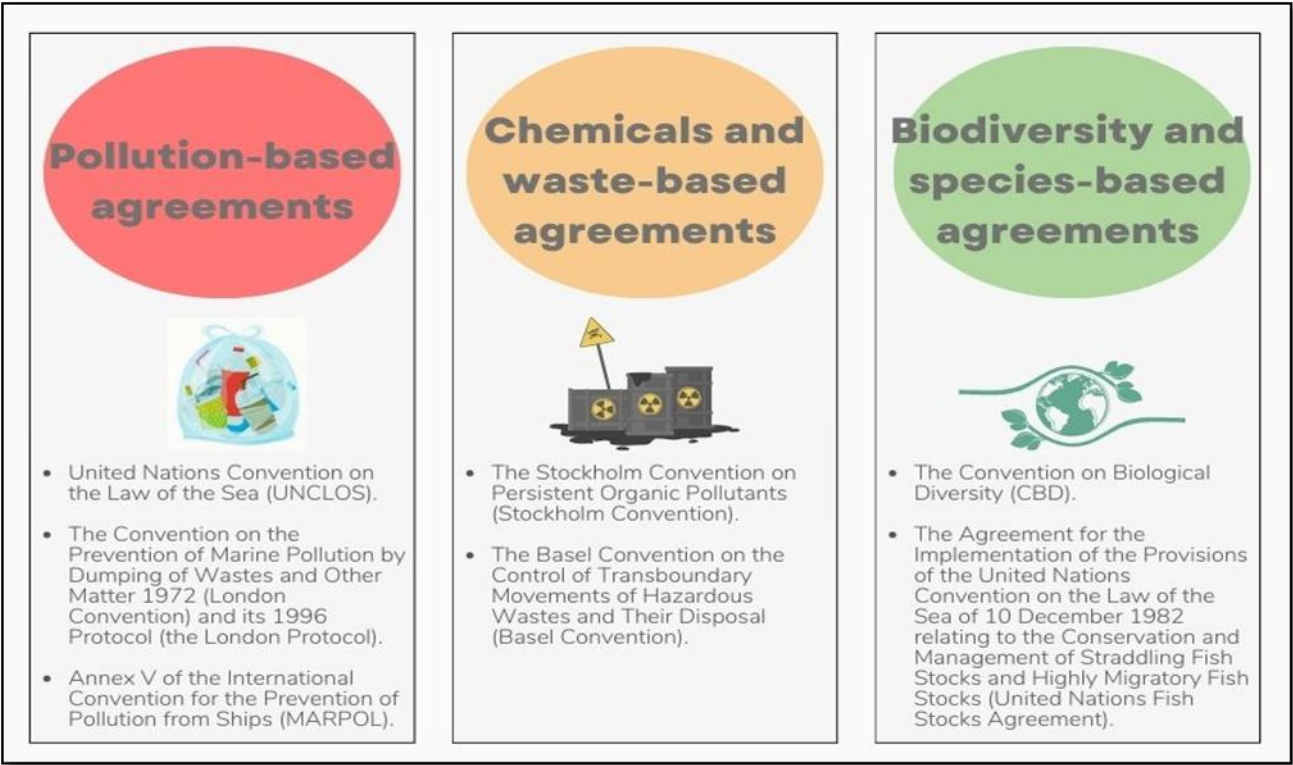 Pollution-based
agreements
• United Nations Convention on
the Law of the Sea (UNCLOS).
• The Convention on the
Prevention of Marine Pollution by
Dumping of Wastes and Other
Matter 1972 (London
Convention) and its 1996
Protocol (the London Protocol).
• Annex V of the International
Convention for the Prevention of
Pollution from Ships (MARPOL).
Chemicals and
waste-based
agreements
• The Stockholm Convention on
Persistent Organic Pollutants
(Stockholm Convention).
• The Basel Convention on the
Control of Transboundary
Movements of Hazardous
Wastes and Their Disposal
(Basel Convention).
Biodiversity and
species-based
agreements
• The Convention on Biological
Diversity (CBD).
• The Agreement for the
Implementation of the Provisions
of the United Nations
Convention on the Law of the
Sea of 10 December 1982
relating to the Conservation and
Management of Straddling Fish
Stocks and Highly Migratory Fish
Stocks (United Nations Fish
Stocks Agreement).